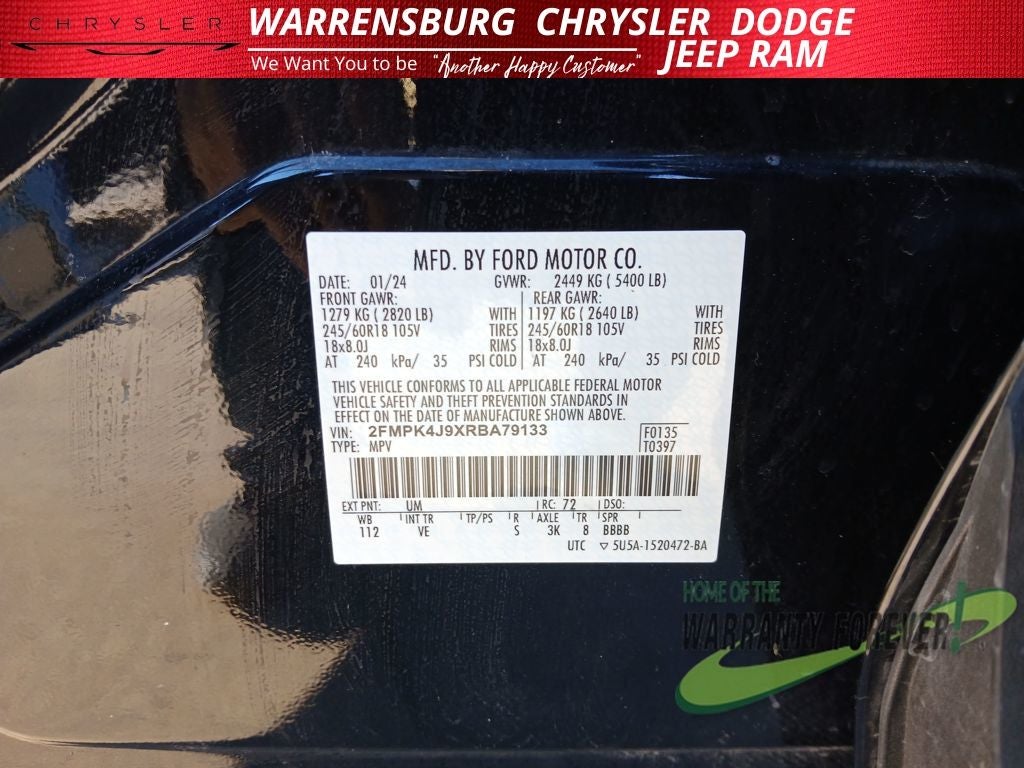 CHRYSLER
WARRENSBURG CHRYSLER DODGE
JEEP RAM
We Want You to be "Another Happy Customer"
MFD. BY FORD MOTOR CO.
DATE: 01/24 GVWR: 2449 KG ( 5400 LB)
FRONT GAWR: REAR GAWR:
1279 KG ( 2820 LB) WITH 1197 KG ( 2640 LB) WITH
245/60R18 105V TIRES 245/60R18 105V TIRES
18x8.0J RIMS 18x8.0J RIMS
AT 240 kPa/ 35 PSI COLD AT 240 kPa/ 35 PSI COLD
THIS VEHICLE CONFORMS TO ALL APPLICABLE FEDERAL MOTOR
VEHICLE SAFETY AND THEFT PREVENTION STANDARDS IN
EFFECT ON THE DATE OF MANUFACTURE SHOWN ABOVE.
VIN: 2FMPK4J9XRBA79133 F0135
TYPE: MPV T0397
EXT PNT: UM RC: 72 DSO:
WB INT TR TP/PS R AXLE TR SPR
112 VE S 3K 8 BBBB
UTC ▽ 5U5A-1520472-BA
HOME OF THE
WARRANTY FOREVER!